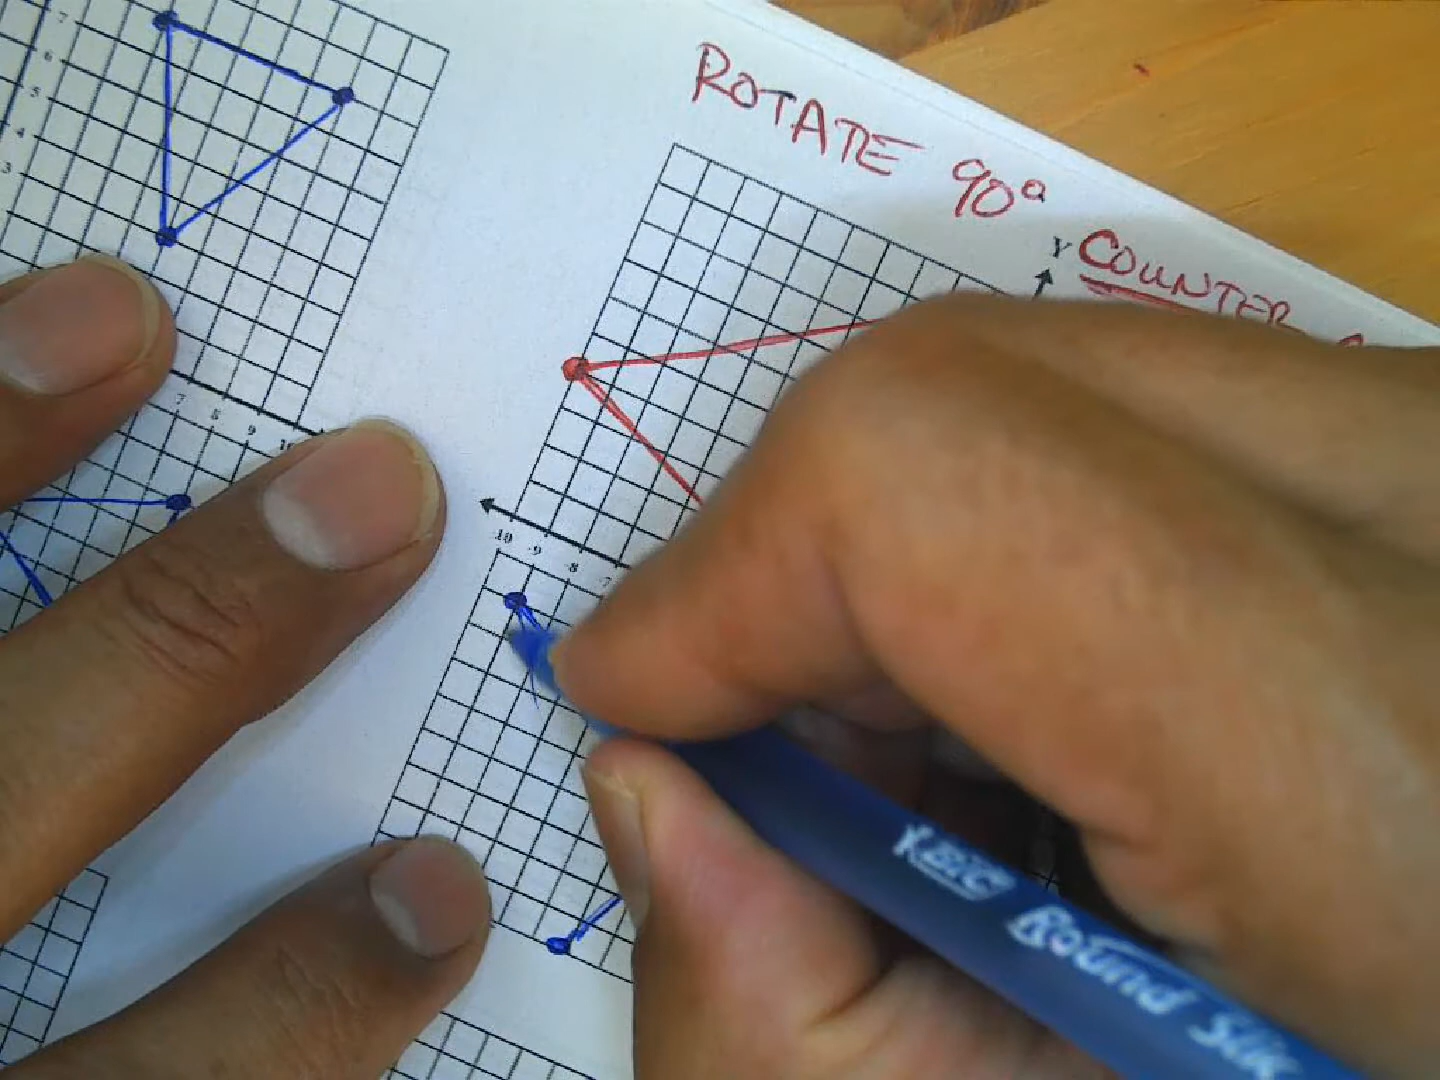 ROTATE 90°
Y COUNTER
7
6
5
4
3
7 8 9 10
10 -9 -8 -7
BIC Round Stic